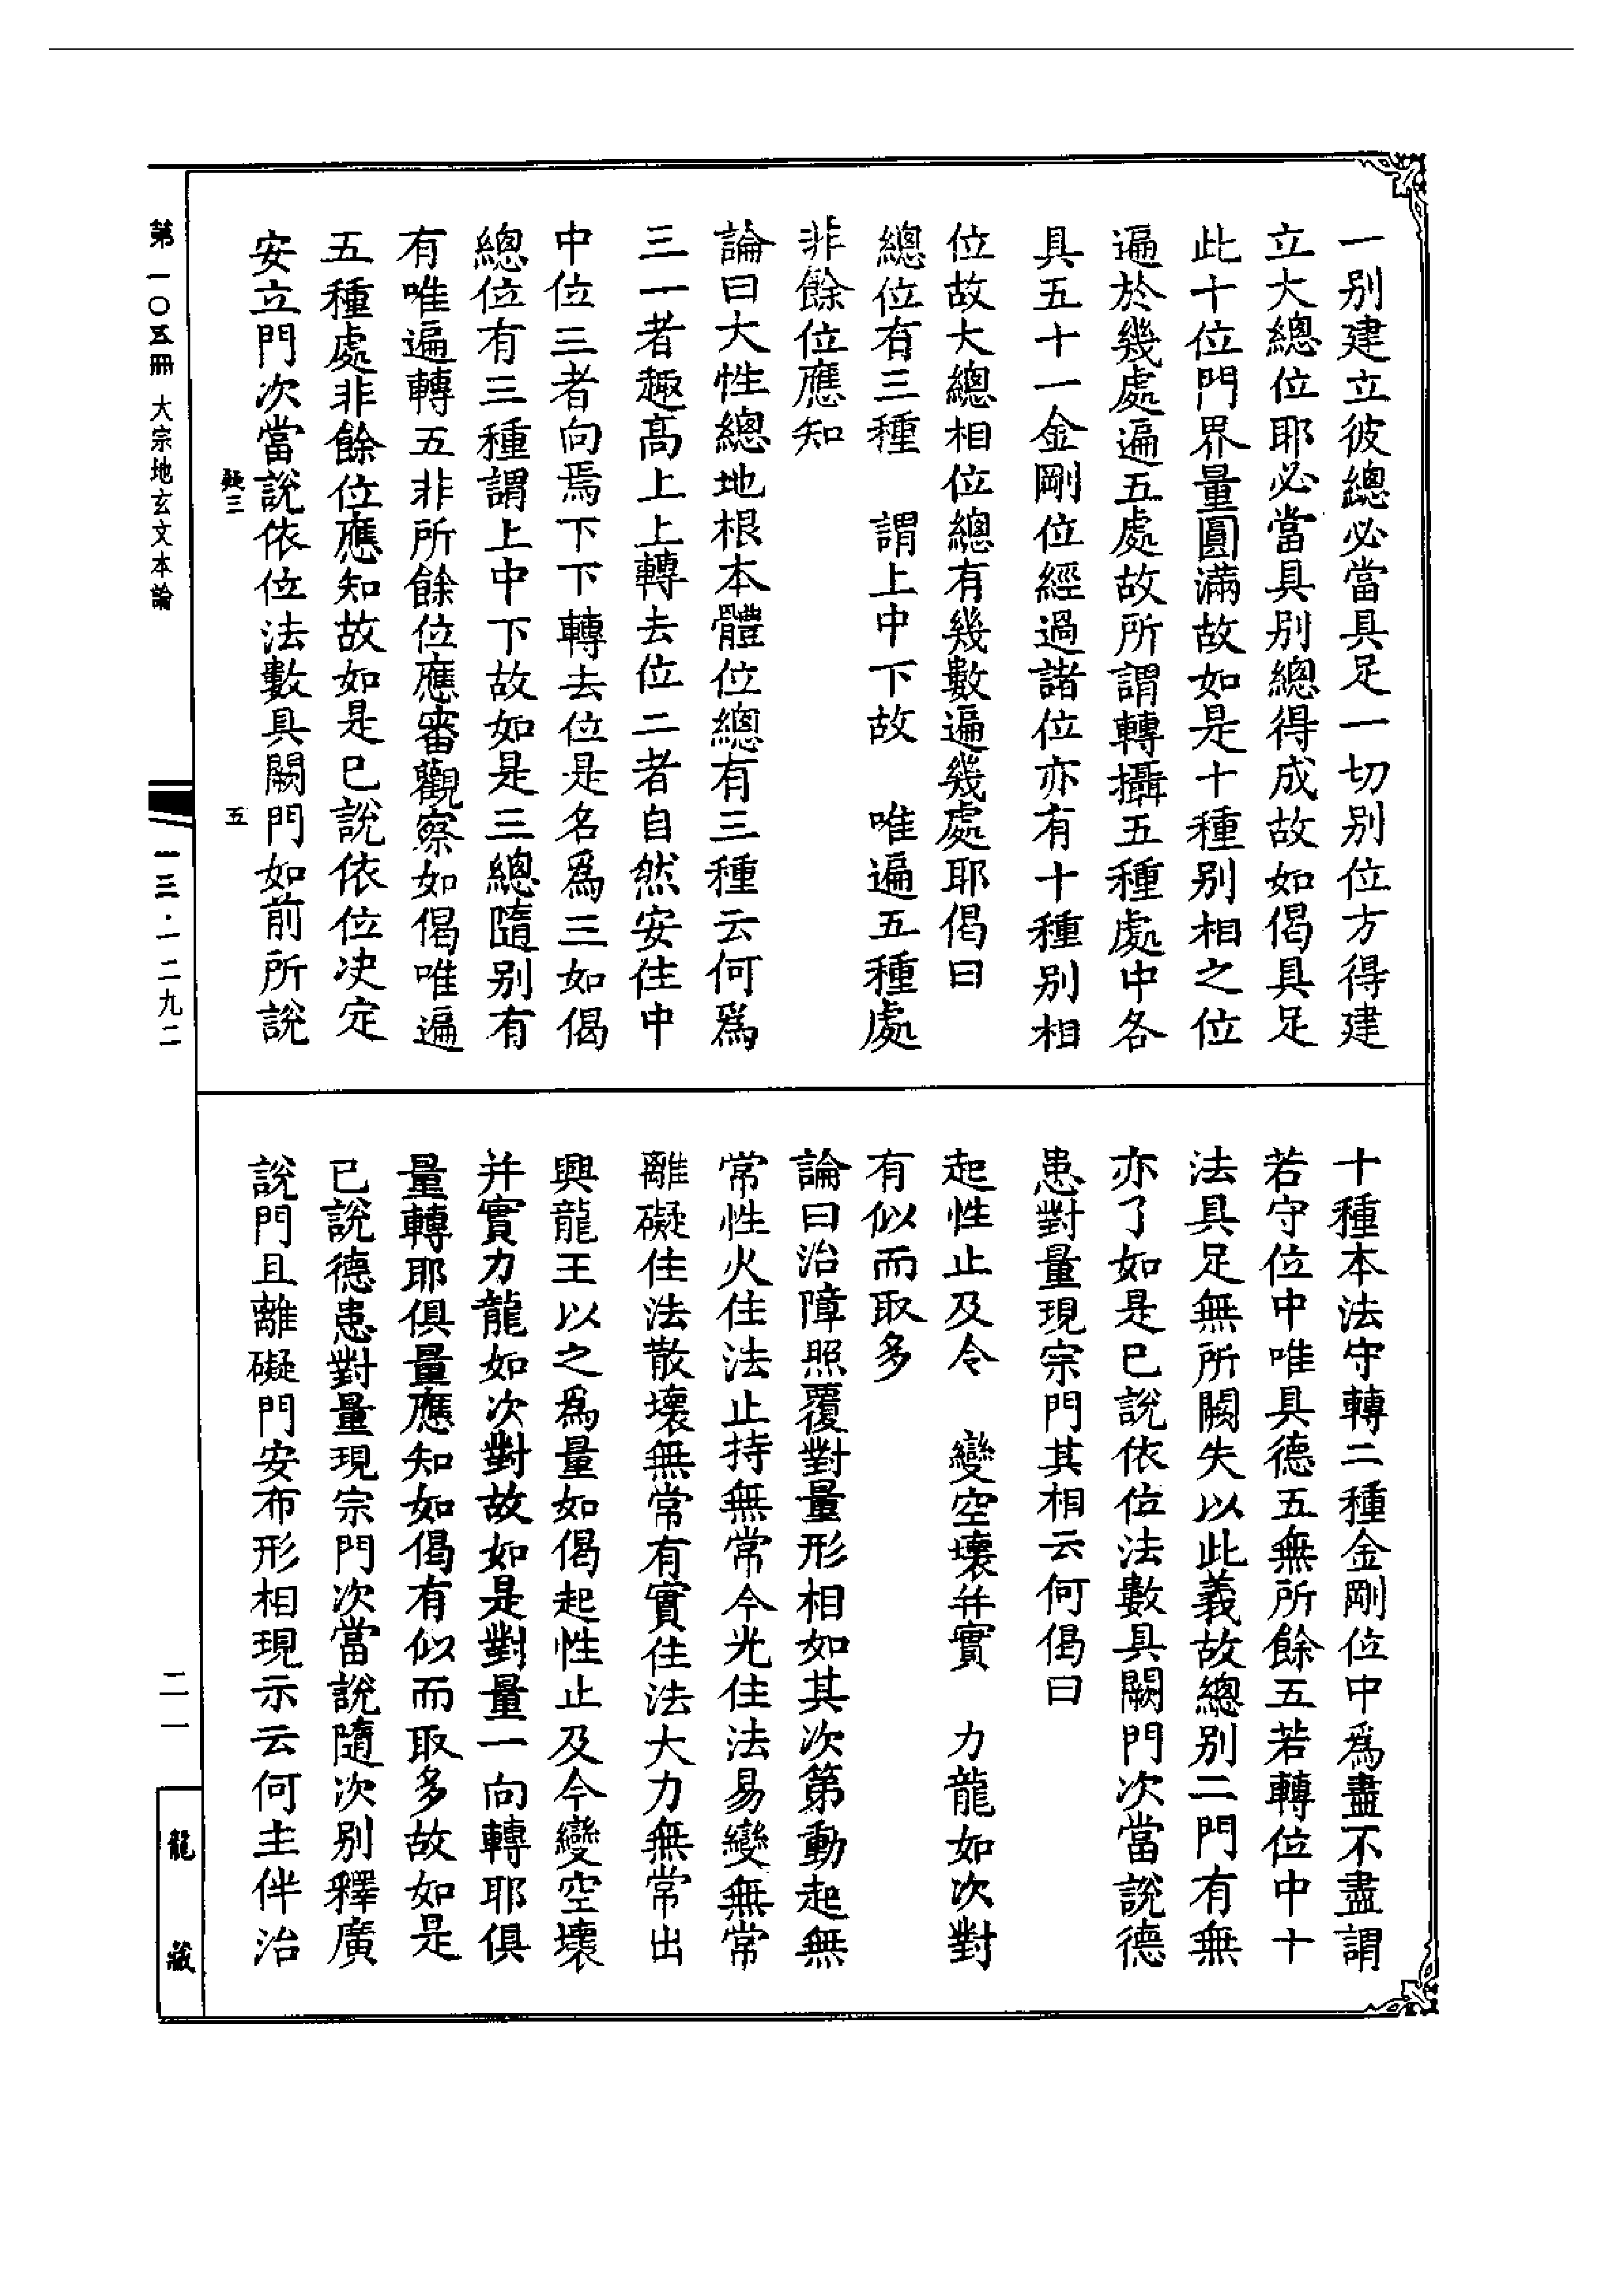 一別建立彼總必當具足一切別位方得建
立大總位耶必當具別總得成故如偈具足
此十位門界量圓滿故如是十種別相之位
遍於幾處遍五處故所謂轉攝五種處中各
具五十一金剛位經過諸位亦有十種別相
位故大總相位總有幾數遍幾處耶偈曰
總位有三種　謂上中下故　唯遍五種處
非餘位應知
論曰大性總地根本體位總有三種云何爲
三一者趣高上上轉去位二者自然安住中
中位三者向焉下下轉去位是名爲三如偈
總位有三種謂上中下故如是三總隨別有
有唯遍轉五非所餘位應審觀察如偈唯遍
五種處非餘位應知故如是已說依位決定
安立門次當說依位法數具闕門如前所說
十種本法守轉二種金剛位中爲盡不盡謂
若守位中唯具德五無所餘五若轉位中十
法具足無所闕失以此義故總別二門有無
亦了如是已說依位法數具闕門次當說德
患對量現宗門其相云何偈曰
起性止及令　變空壞并實　力龍如次對
有似而取多
論曰治障照覆對量形相如其次第動起無
常性火住法止持無常令光住法易變無常
離礙住法散壞無常有實住法大力無常出
興龍王以之爲量如偈起性止及令變空壞
并實力龍如次對故如是對量一向轉耶俱
量轉耶俱量應知如偈有似而取多故如是
已說德患對量現宗門次當說隨次別釋廣
說門且離礙門安布形相現示云何主伴治
第一〇五冊　大宗地玄文本論
疑三
五
一三·一二九二
二一
龍藏